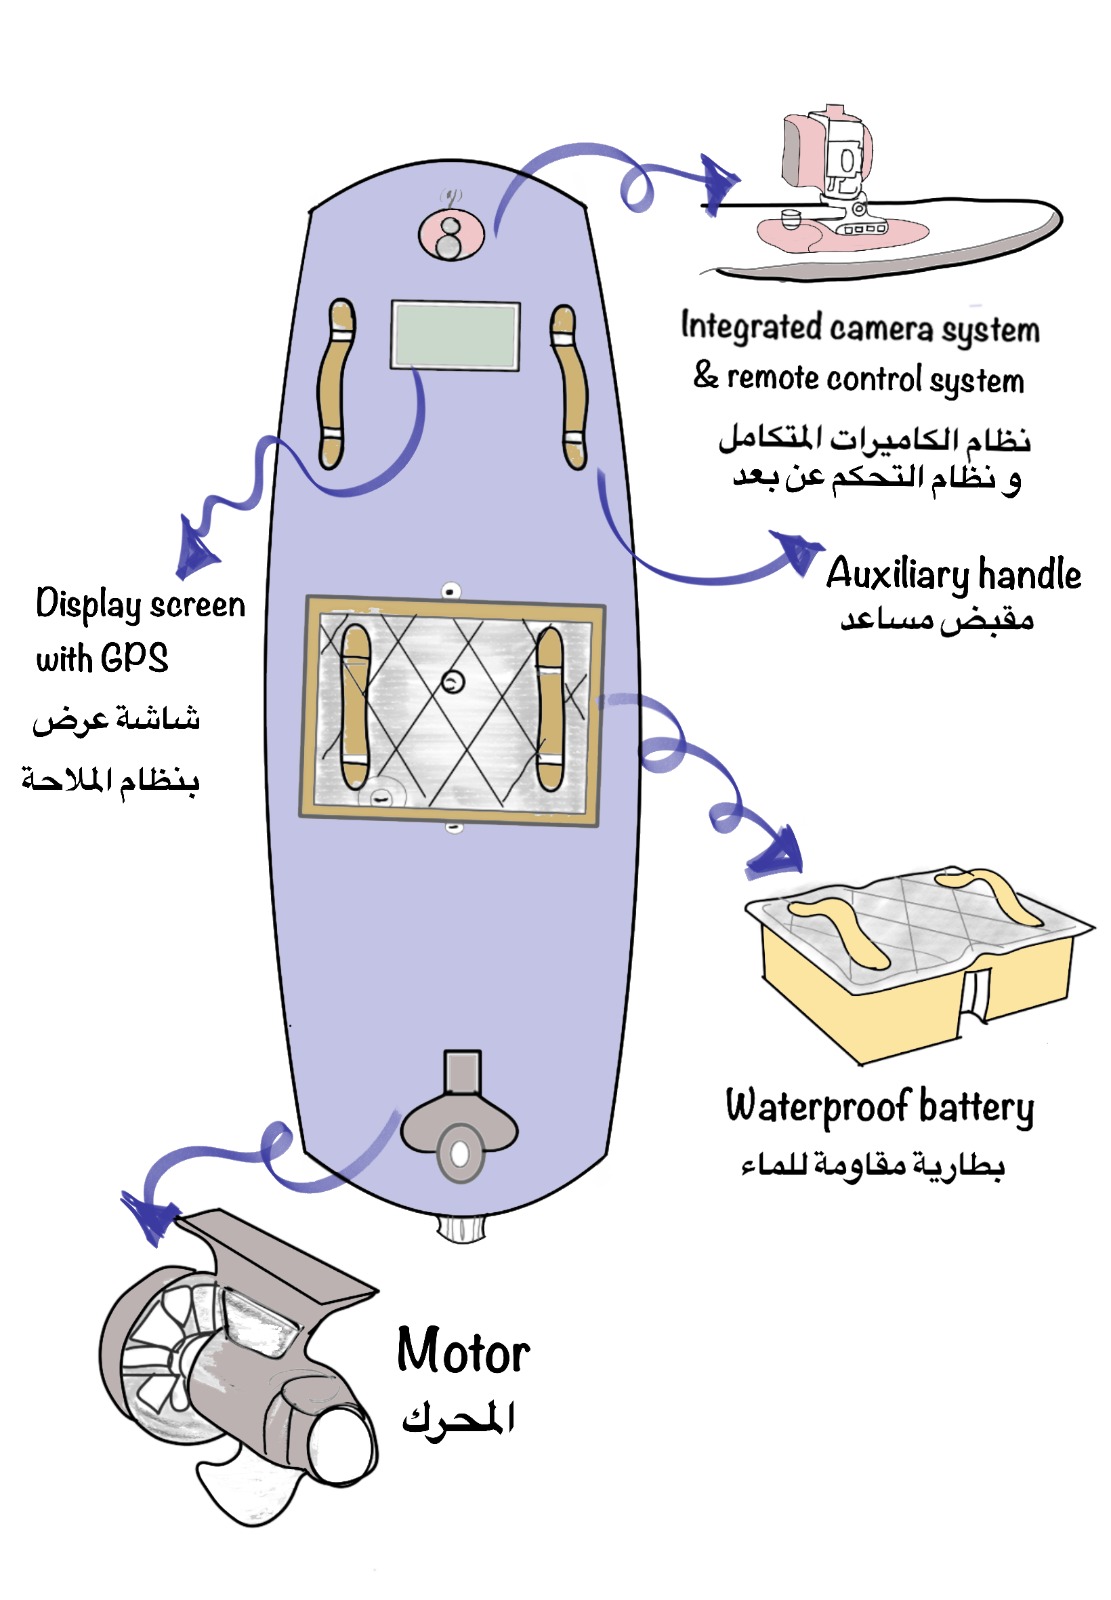 Integrated camera system
& remote control system
نظام الكاميرات المتكامل
و نظام التحكم عن بعد
Auxiliary handle
مقبض مساعد
Display screen
with GPS
شاشة عرض
بنظام الملاحة
Waterproof battery
بطارية مقاومة للماء
Motor
المحرك